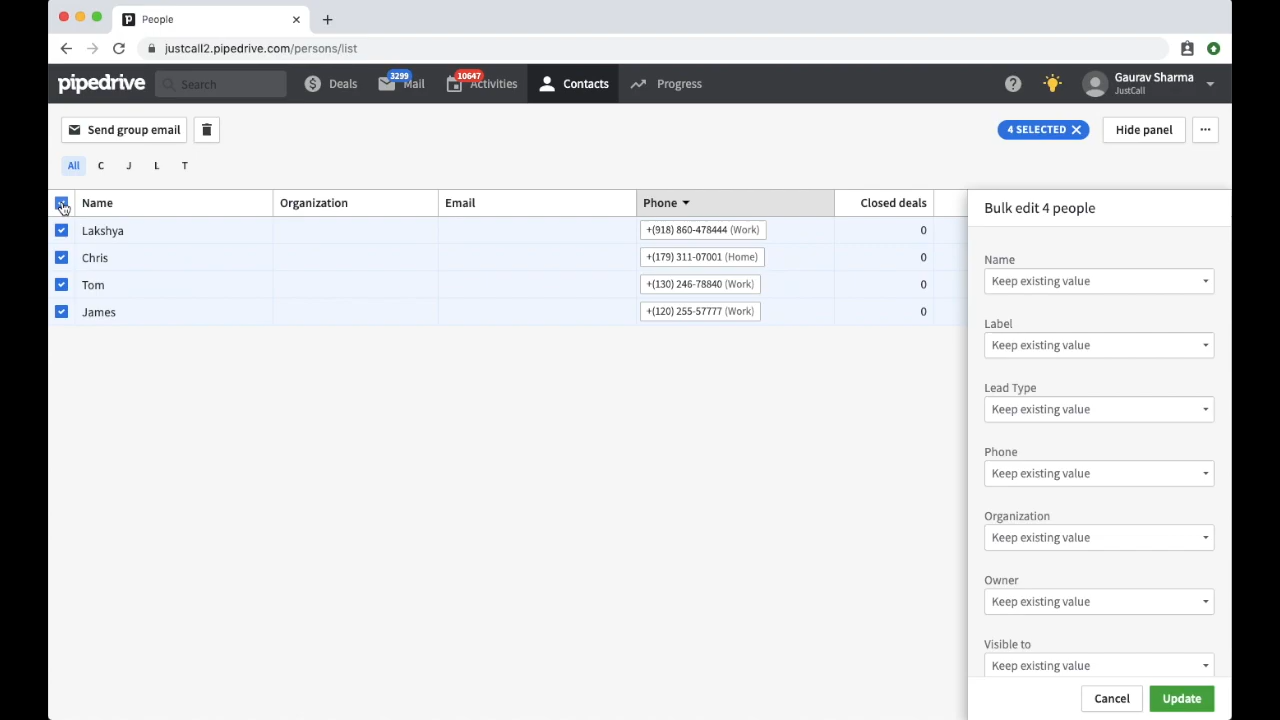 People
justcall2.pipedrive.com/persons/list
pipedrive
Search
Deals
3299
Mail
10647
Activities
Contacts
Progress
Gaurav Sharma
JustCall
Send group email
4 SELECTED
Hide panel
All C J L T
Name Organization Email Phone Closed deals
Lakshya +(918) 860-478444 (Work) 0
Chris +(179) 311-07001 (Home) 0
Tom +(130) 246-78840 (Work) 0
James +(120) 255-57777 (Work) 0
Bulk edit 4 people
Name
Keep existing value
Label
Keep existing value
Lead Type
Keep existing value
Phone
Keep existing value
Organization
Keep existing value
Owner
Keep existing value
Visible to
Keep existing value
Cancel Update